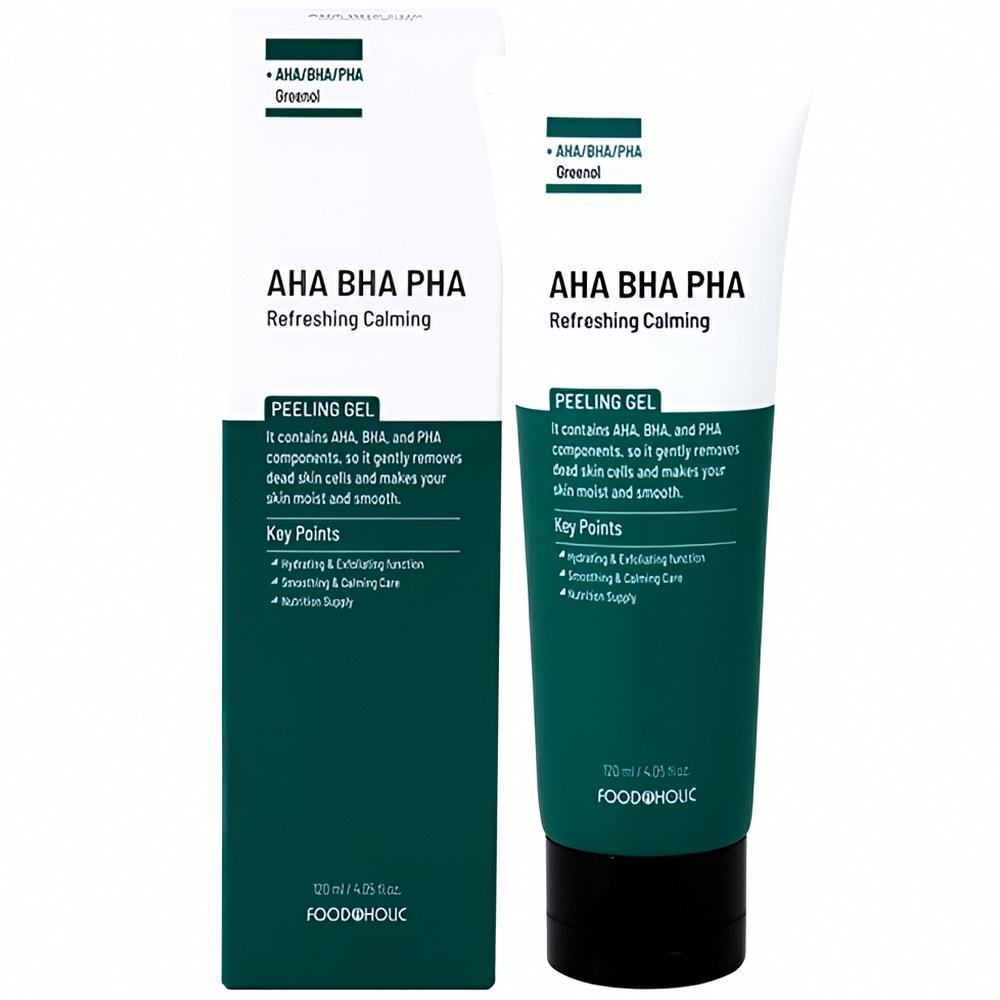 • AHA/BHA/PHA
Greenol
AHA BHA PHA
Refreshing Calming
PEELING GEL
It contains AHA, BHA, and PHA
components, so it gently removes
dead skin cells and makes your
skin moist and smooth.
Key Points
Hydrating & Exfoliating function
Smoothing & Calming Care
Nutrition Supply
120 ml / 4.05 fl.oz.
FOODAHOLIC
• AHA/BHA/PHA
Greenol
AHA BHA PHA
Refreshing Calming
PEELING GEL
It contains AHA, BHA, and PHA
components, so it gently removes
dead skin cells and makes your
skin moist and smooth.
Key Points
Hydrating & Exfoliating function
Smoothing & Calming Care
Nutrition Supply
120 ml / 4.05 fl.oz.
FOODAHOLIC